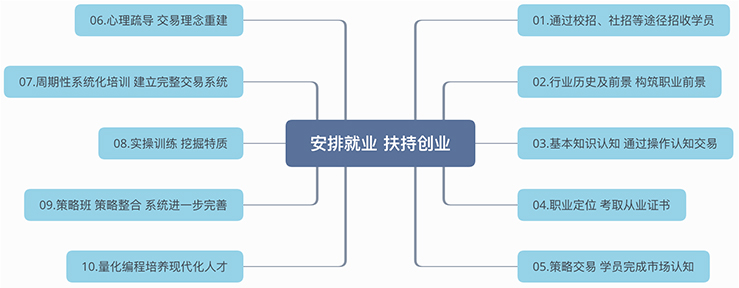 安排就业 扶持创业
01.通过校招、社招等途径招收学员
02.行业历史及前景 构筑职业前景
03.基本知识认知 通过操作认知交易
04.职业定位 考取从业证书
05.策略交易 学员完成市场认知
06.心理疏导 交易理念重建
07.周期性系统化培训 建立完整交易系统
08.实操训练 挖掘特质
09.策略班 策略整合 系统进一步完善
10.量化编程培养现代化人才